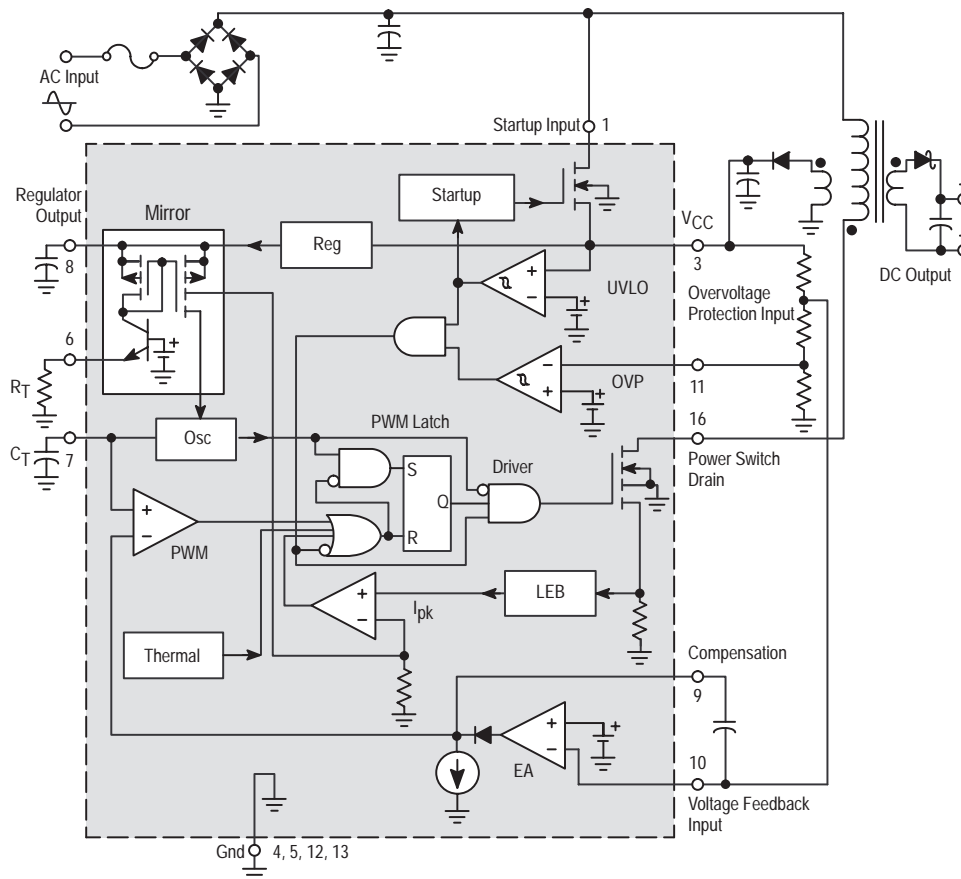 AC Input
Startup Input
1
Regulator
Output
8
Mirror
Startup
Reg
VCC
3
UVLO
DC Output
Overvoltage
Protection Input
6
RT
OVP
11
16
Power Switch
Drain
CT
7
Osc
PWM Latch
Driver
S
Q
R
+
−
PWM
+
−
Ipk
LEB
Thermal
Compensation
9
+
−
EA
+
10
Voltage Feedback
Input
Gnd
4, 5, 12, 13
+
−
+
−
+
+
+